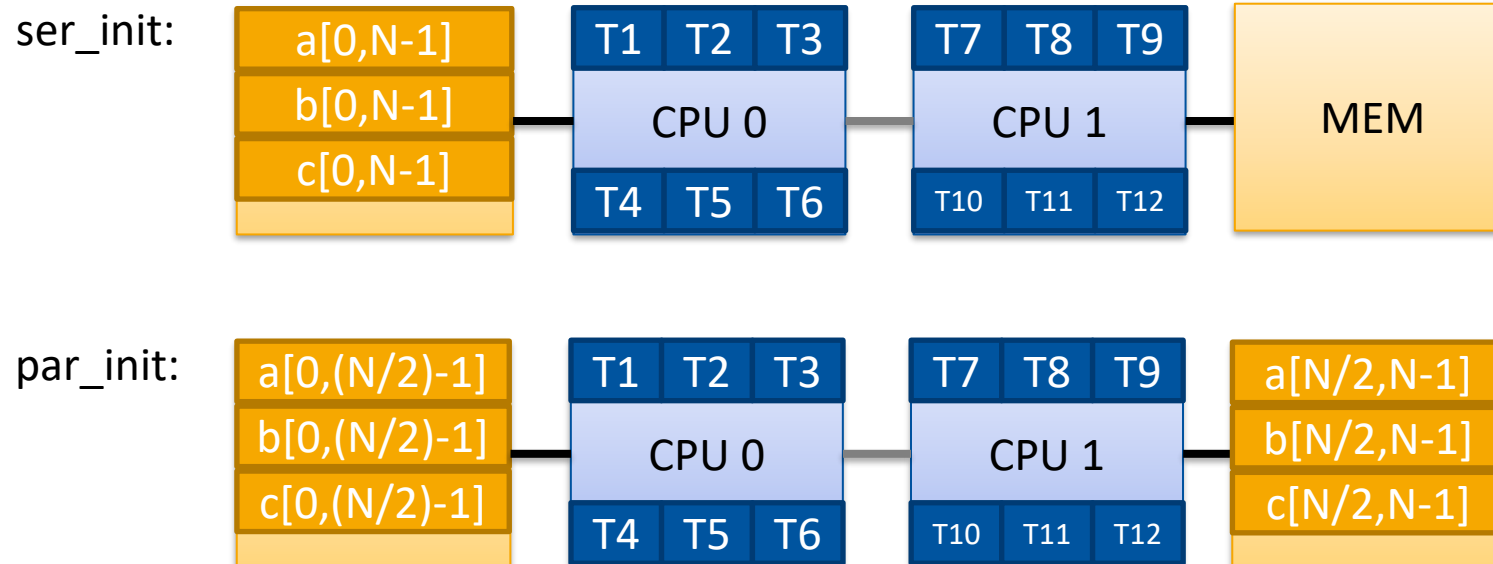 ser_init:
a[0,N-1]
b[0,N-1]
c[0,N-1]
T1 T2 T3
CPU 0
T4 T5 T6
T7 T8 T9
CPU 1
T10 T11 T12
MEM
par_init:
a[0,(N/2)-1]
b[0,(N/2)-1]
c[0,(N/2)-1]
T1 T2 T3
CPU 0
T4 T5 T6
T7 T8 T9
CPU 1
T10 T11 T12
a[N/2,N-1]
b[N/2,N-1]
c[N/2,N-1]